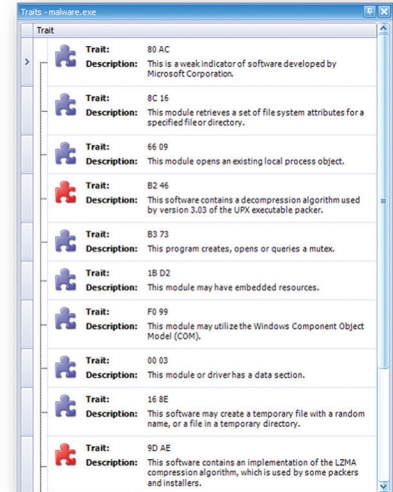 Traits - malware.exe
Trait
Trait: 80 AC
Description: This is a weak indicator of software developed by
Microsoft Corporation.
Trait: 8C 16
Description: This module retrieves a set of file system attributes for a
specified file or directory.
Trait: 66 09
Description: This module opens an existing local process object.
Trait: B2 46
Description: This software contains a decompression algorithm used
by version 3.03 of the UPX executable packer.
Trait: B3 73
Description: This program creates, opens or queries a mutex.
Trait: 1B D2
Description: This module may have embedded resources.
Trait: F0 99
Description: This module may utilize the Windows Component Object
Model (COM).
Trait: 00 03
Description: This module or driver has a data section.
Trait: 16 8E
Description: This software may create a temporary file with a random
name, or a file in a temporary directory.
Trait: 9D AE
Description: This software contains an implementation of the LZMA
compression algorithm, which is used by some packers
and installers.